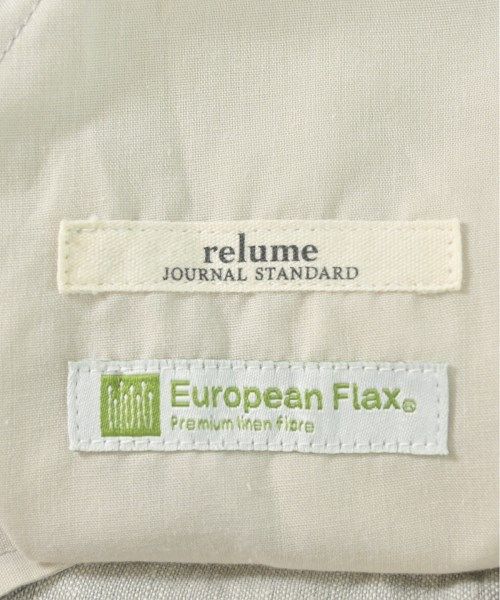 relume
JOURNAL STANDARD
European Flax®
Premium linen fibre